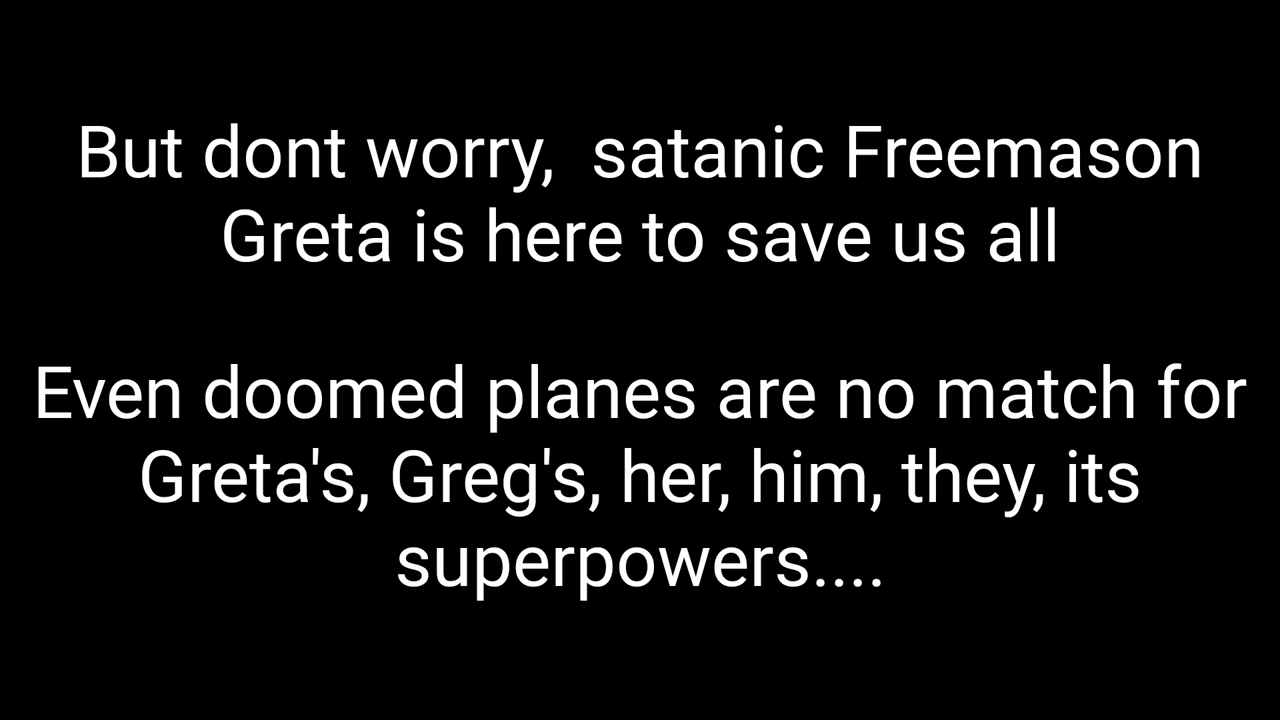 But dont worry,  satanic Freemason
Greta is here to save us all
Even doomed planes are no match for
Greta's, Greg's, her, him, they, its
superpowers....